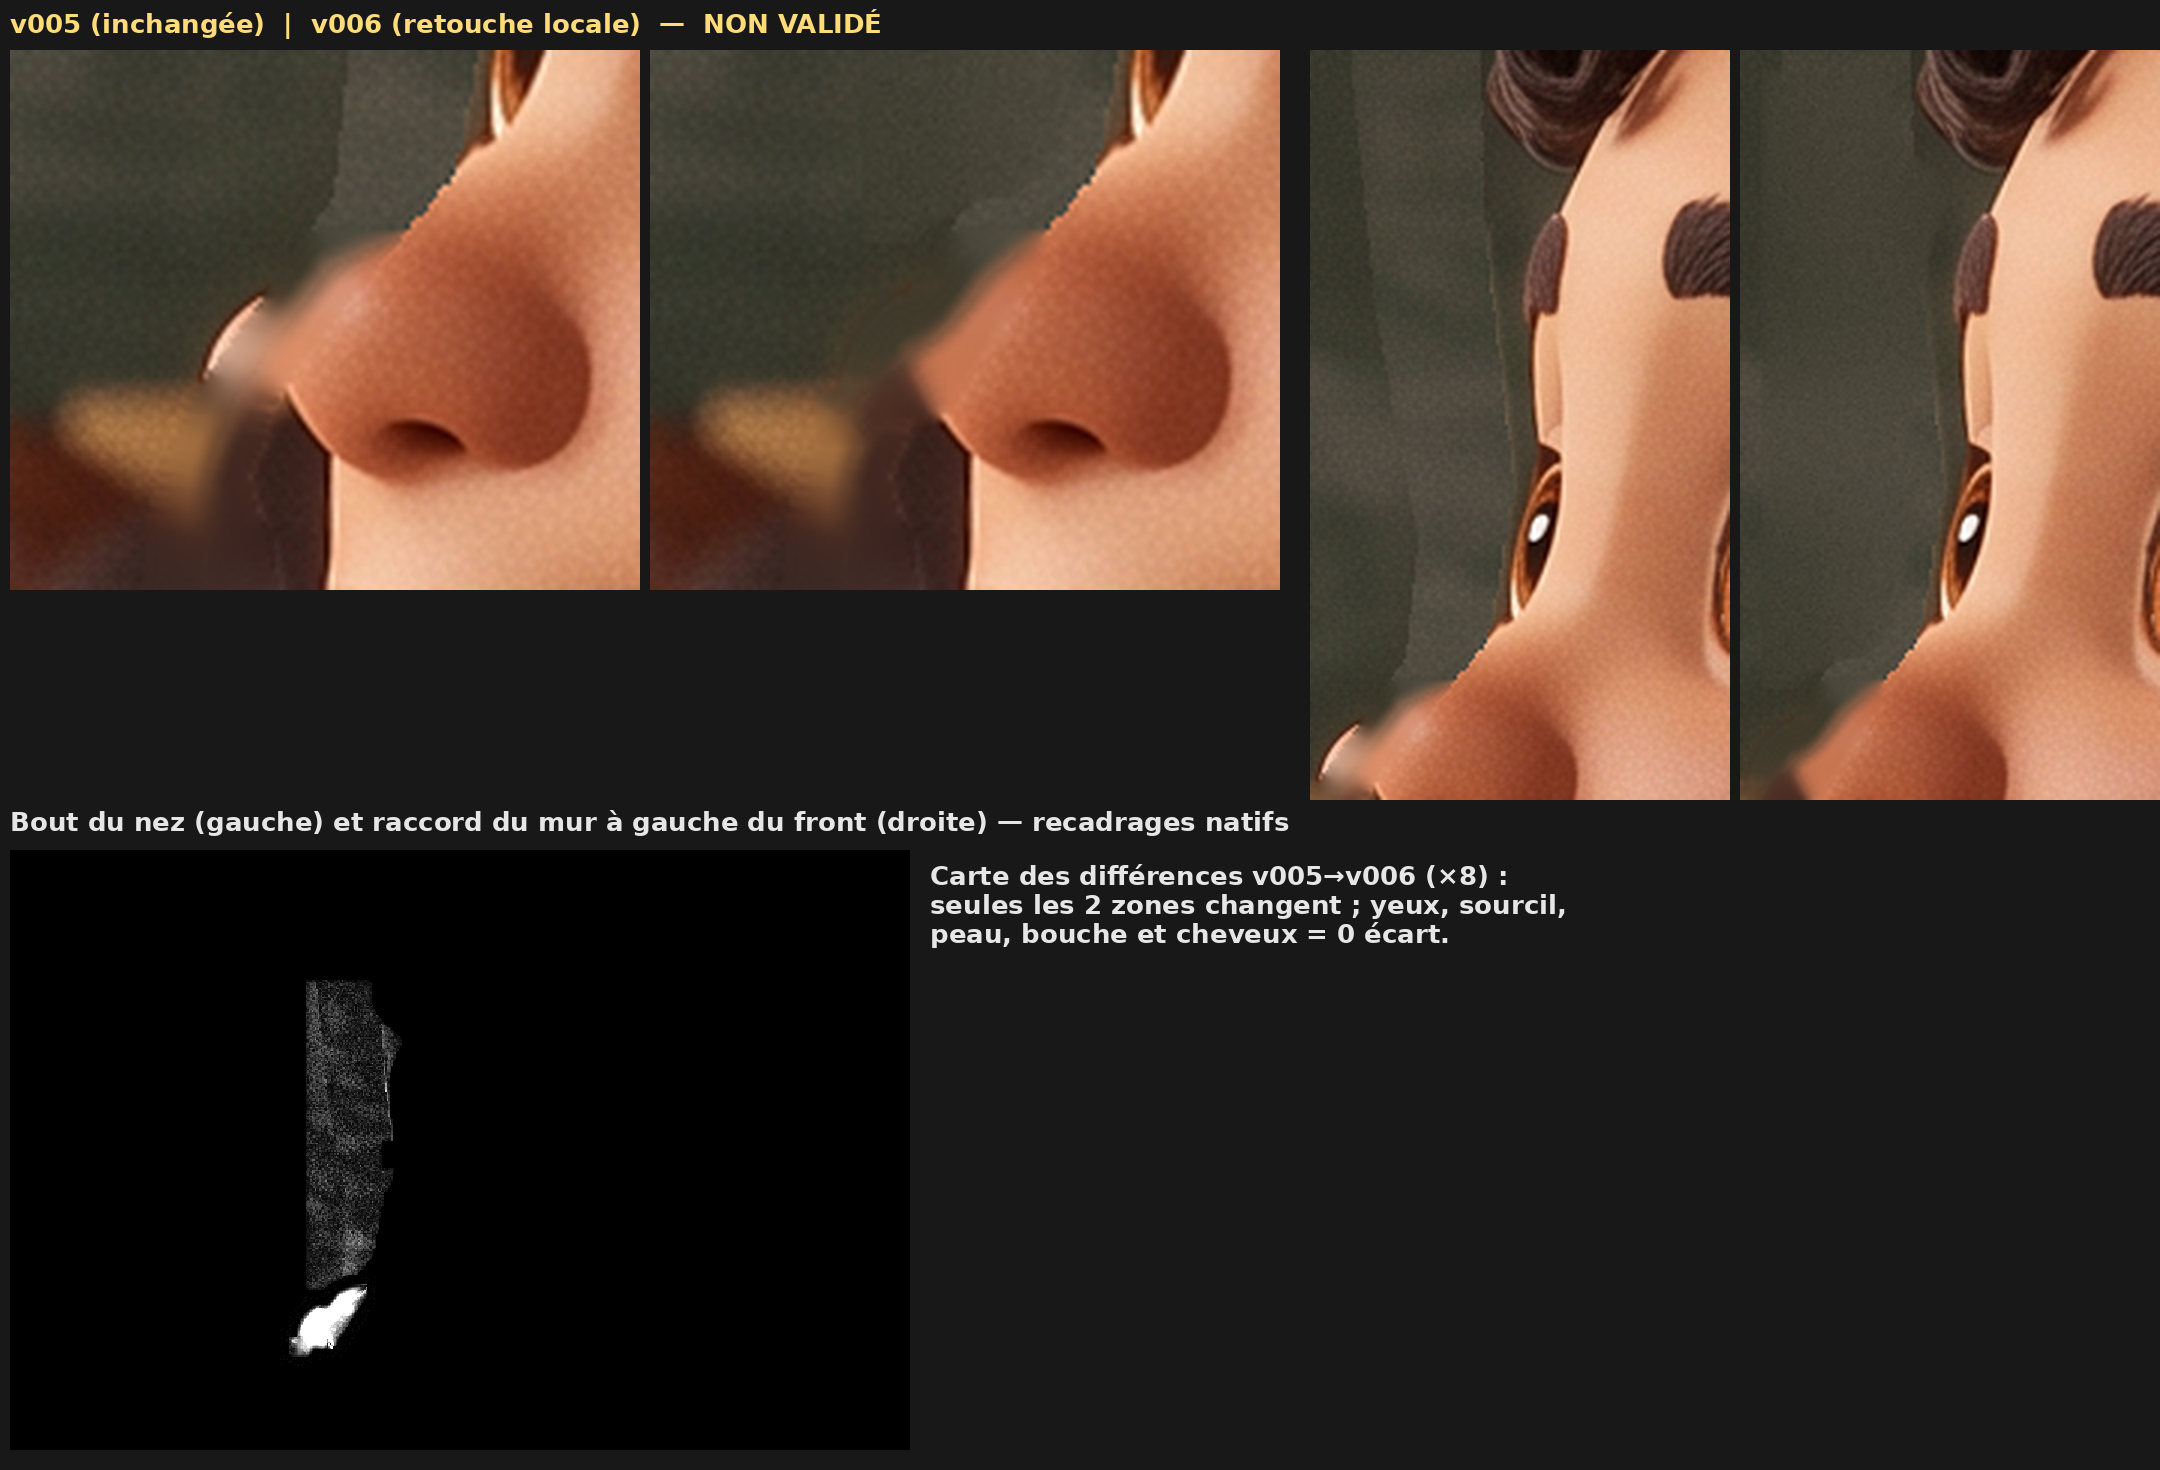 v005 (inchangée) | v006 (retouche locale) — NON VALIDÉ
Bout du nez (gauche) et raccord du mur à gauche du front (droite) — recadrages natifs
Carte des différences v005→v006 (×8) :
seules les 2 zones changent ; yeux, sourcil,
peau, bouche et cheveux = 0 écart.